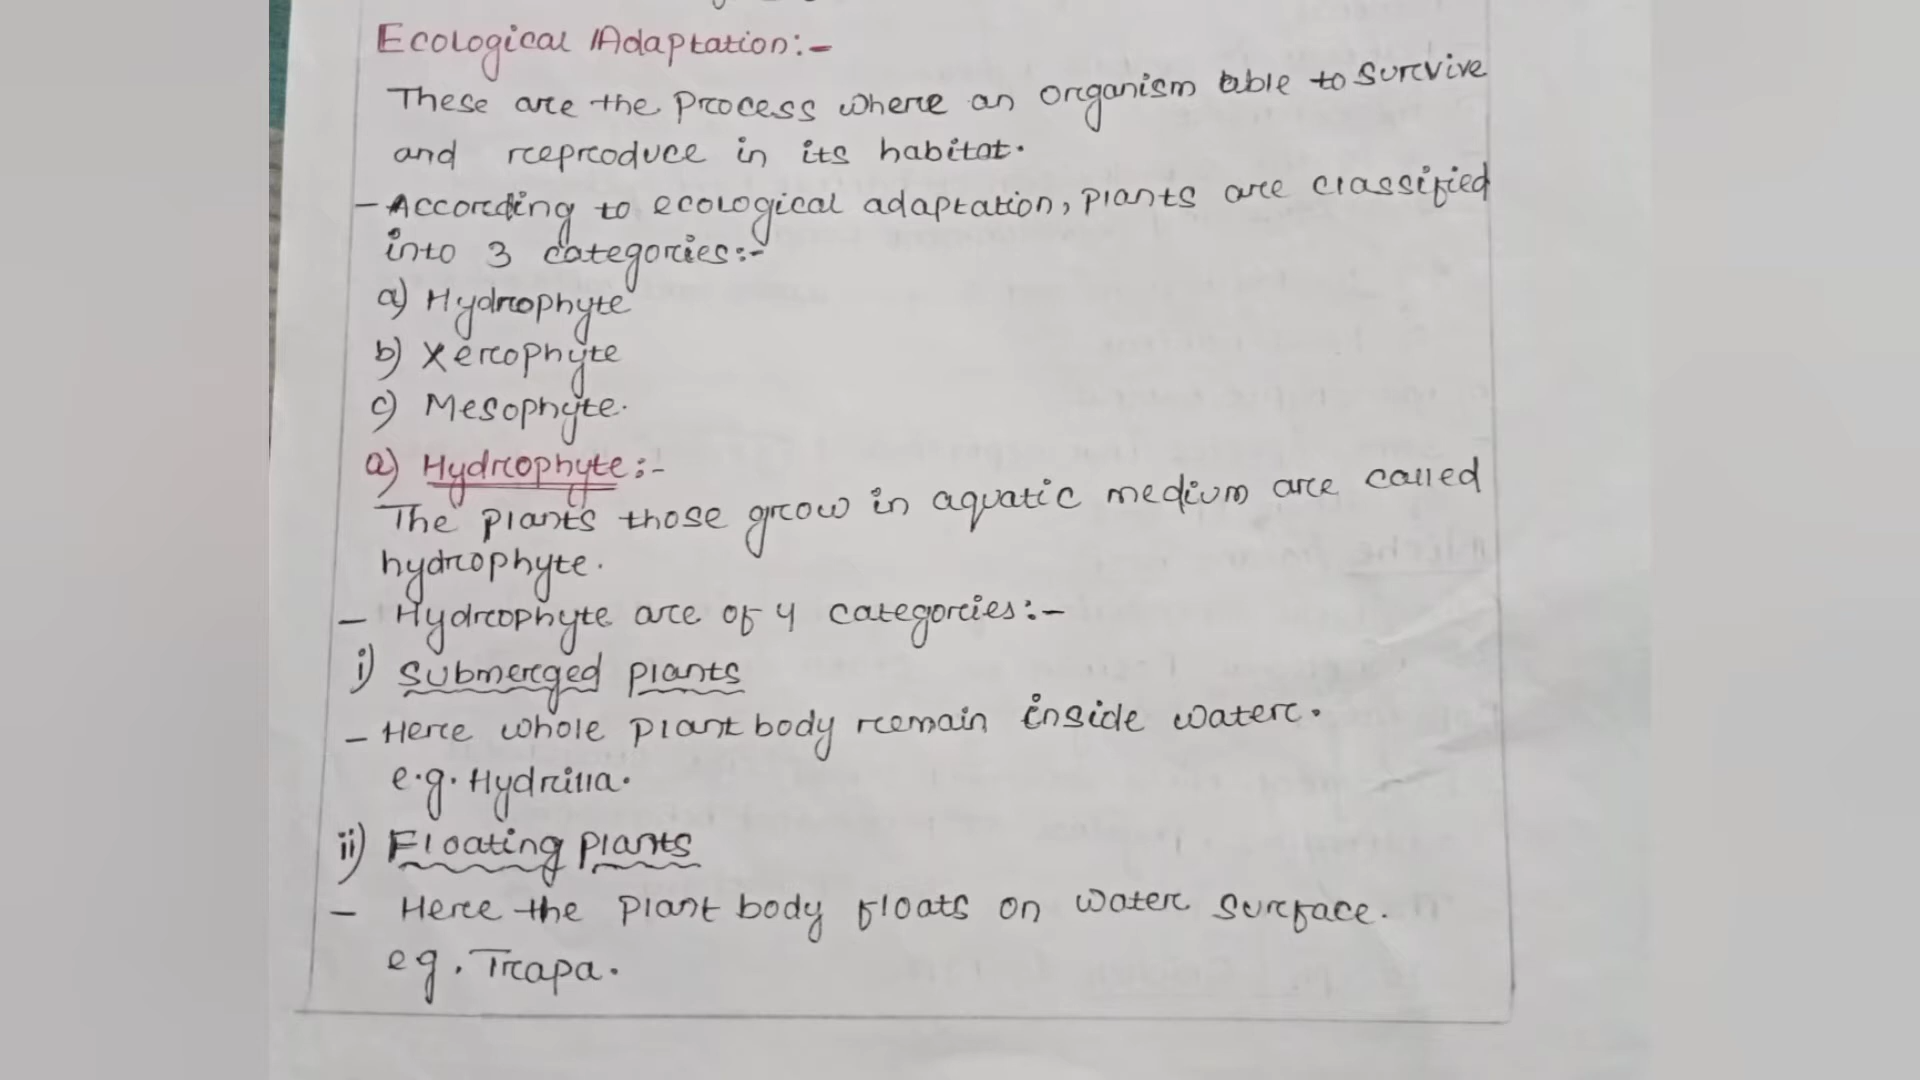 Ecological Adaptation:-
These are the process where an organism able to survive
and reproduce in its habitat.
- According to ecological adaptation, plants are classified
into 3 categories:-
a) Hydrophyte
b) Xerophyte
c) Mesophyte.
a) Hydrophyte :-
The plants those grow in aquatic medium are called
hydrophyte.
- Hydrophyte are of 4 categories:-
i) Submerged plants
- Here whole plant body remain inside water.
e.g. Hydrilla.
ii) Floating plants
- Here the plant body floats on water surface.
eg. Trapa.